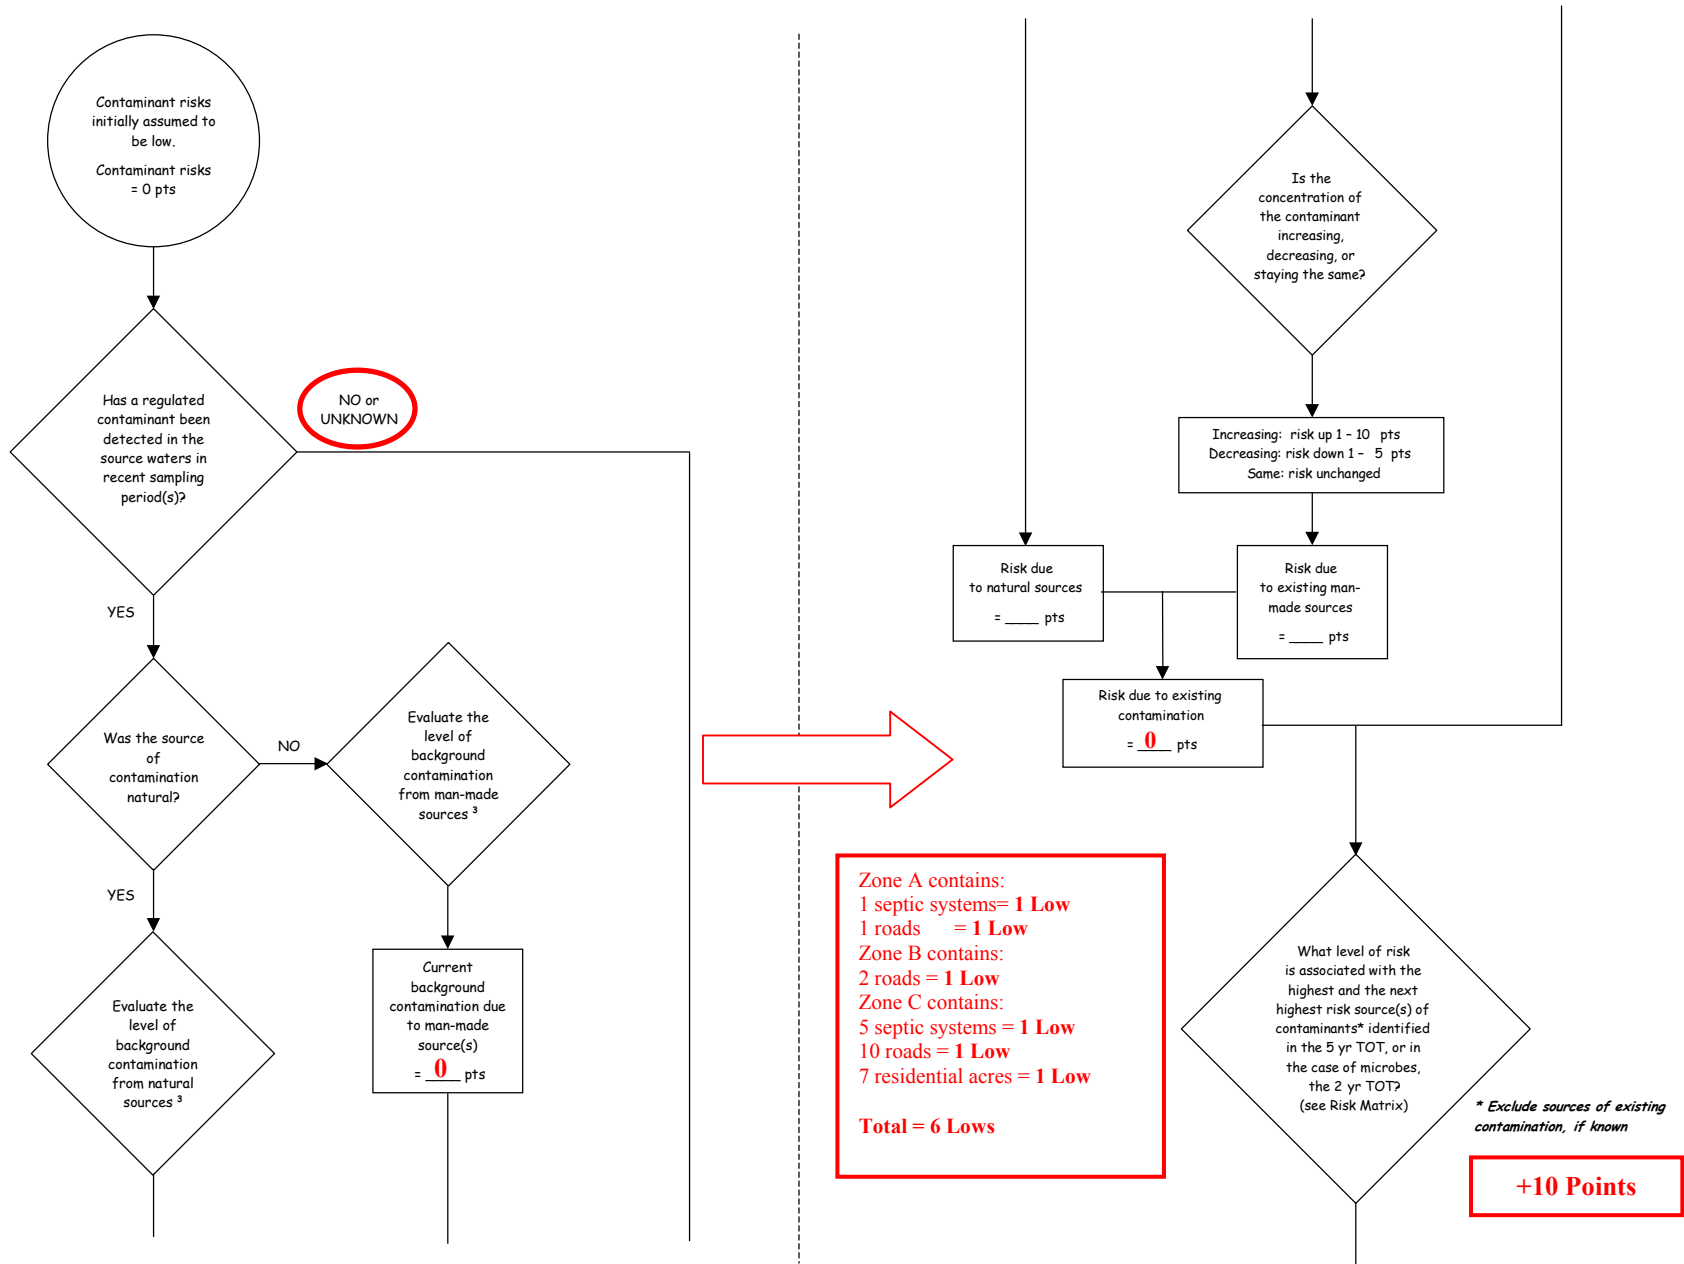 Contaminant risks
initially assumed to
be low.
Contaminant risks
= 0 pts
Has a regulated
contaminant been
detected in the
source waters in
recent sampling
period(s)?
NO or
UNKNOWN
YES
Was the source
of
contamination
natural?
NO
Evaluate the
level of
background
contamination
from man-made
sources ³
YES
Evaluate the
level of
background
contamination
from natural
sources ³
Current
background
contamination due
to man-made
source(s)
= __0__ pts
Is the
concentration of
the contaminant
increasing,
decreasing, or
staying the same?
Increasing: risk up 1 – 10 pts
Decreasing: risk down 1 – 5 pts
Same: risk unchanged
Risk due
to natural sources
= ____ pts
Risk due
to existing man-
made sources
= ____ pts
Risk due to existing
contamination
= __0__ pts
Zone A contains:
1 septic systems= 1 Low
1 roads = 1 Low
Zone B contains:
2 roads = 1 Low
Zone C contains:
5 septic systems = 1 Low
10 roads = 1 Low
7 residential acres = 1 Low
Total = 6 Lows
What level of risk
is associated with the
highest and the next
highest risk source(s) of
contaminants* identified
in the 5 yr TOT, or in
the case of microbes,
the 2 yr TOT?
(see Risk Matrix)
* Exclude sources of existing
contamination, if known
+10 Points